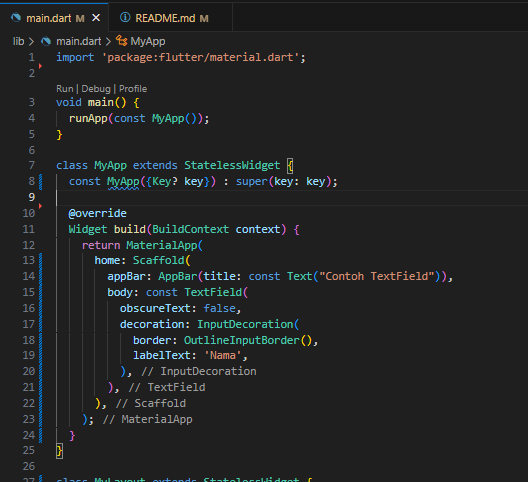 main.dart M README.md M
lib > main.dart > MyApp
1 import 'package:flutter/material.dart';
2
Run | Debug | Profile
3 void main() {
4 runApp(const MyApp());
5 }
6
7 class MyApp extends StatelessWidget {
8 const MyApp({Key? key}) : super(key: key);
9
10 @override
11 Widget build(BuildContext context) {
12 return MaterialApp(
13 home: Scaffold(
14 appBar: AppBar(title: const Text("Contoh TextField")),
15 body: const TextField(
16 obscureText: false,
17 decoration: InputDecoration(
18 border: OutlineInputBorder(),
19 labelText: 'Nama',
20 ), // InputDecoration
21 ), // TextField
22 ), // Scaffold
23 ); // MaterialApp
24 }
25 }
26
27 class MyLayout extends StatelessWidget {